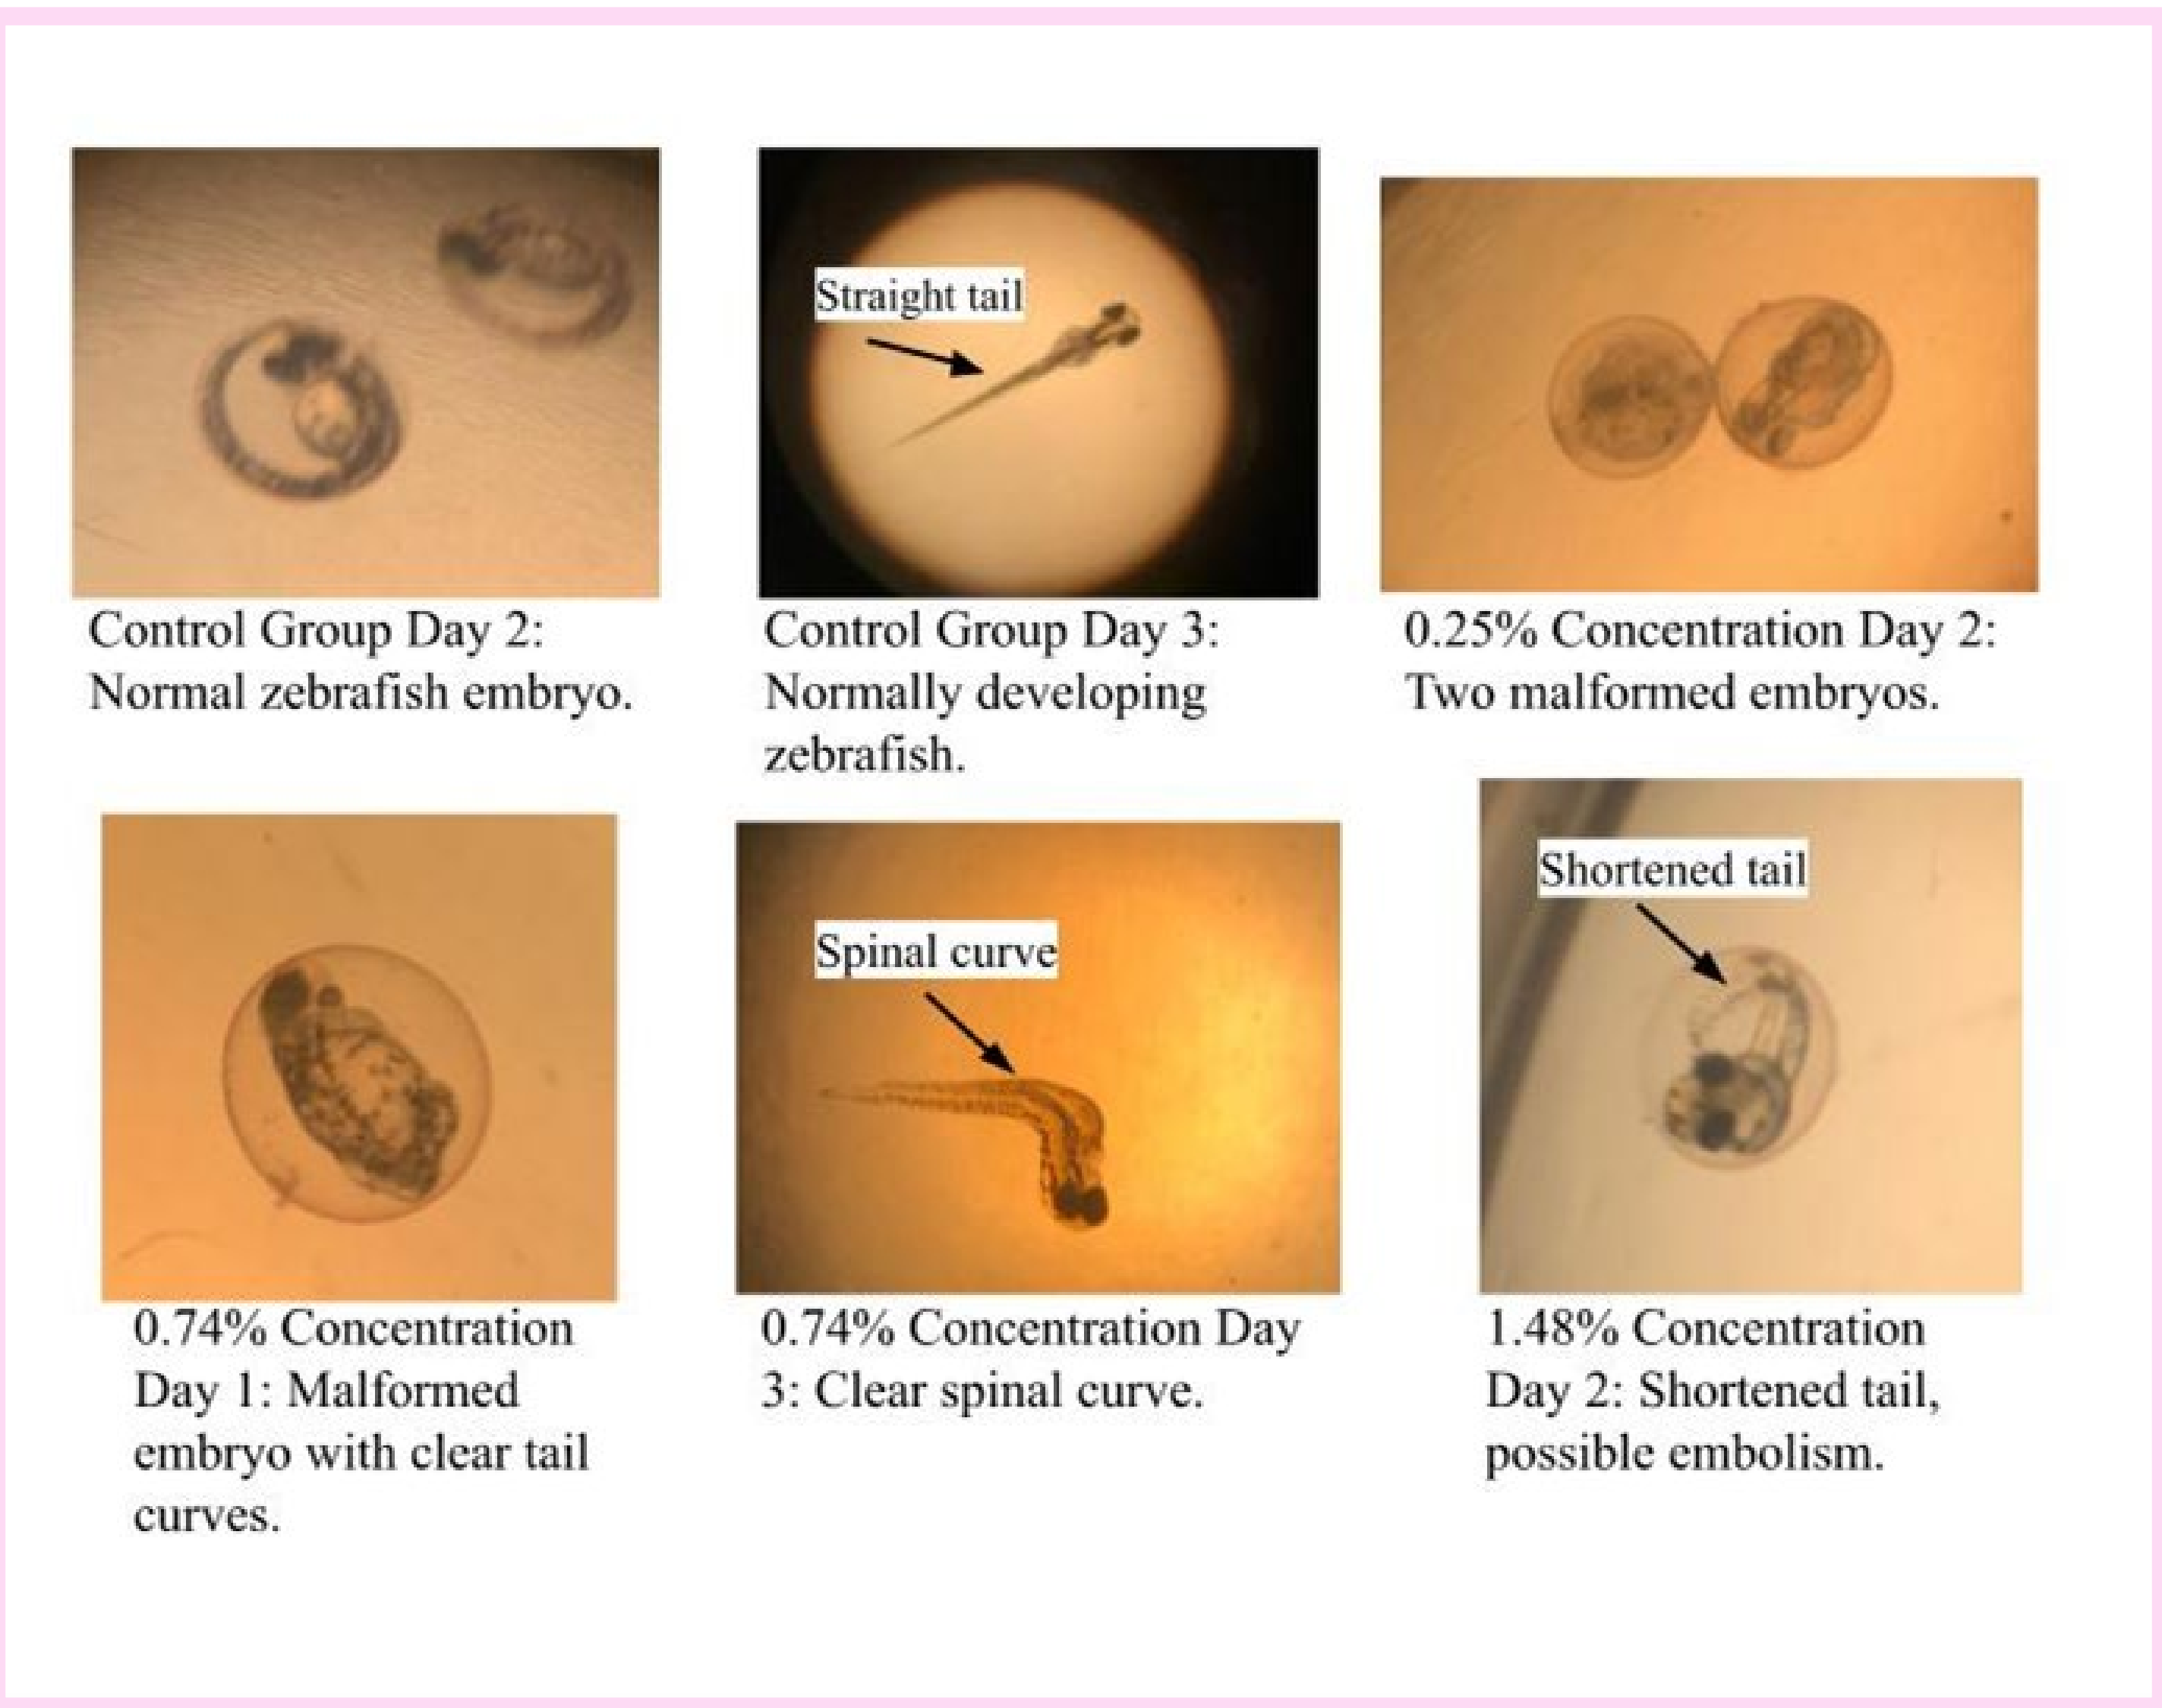 Straight tail
Control Group Day 2:
Normal zebrafish embryo.
Control Group Day 3:
Normally developing
zebrafish.
0.25% Concentration Day 2:
Two malformed embryos.
Spinal curve
Shortened tail
0.74% Concentration
Day 1: Malformed
embryo with clear tail
curves.
0.74% Concentration Day
3: Clear spinal curve.
1.48% Concentration
Day 2: Shortened tail,
possible embolism.